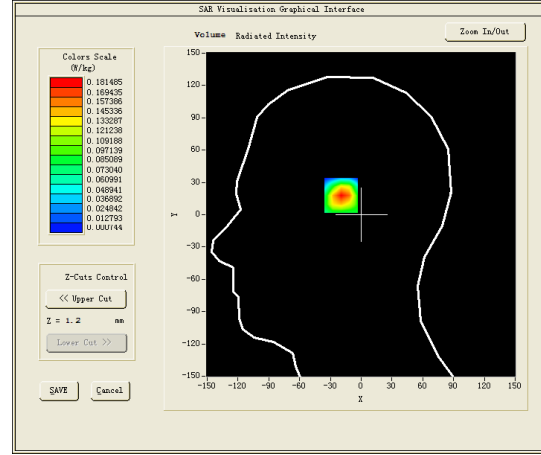 SAR Visualisation Graphical Interface
Volume Radiated Intensity
Zoom In/Out
Colors Scale
(W/kg)
0.181485
0.169435
0.157386
0.145336
0.133287
0.121238
0.109188
0.097139
0.085089
0.073040
0.060991
0.048941
0.036892
0.024842
0.012793
0.000744
Z-Cuts Control
<< Upper Cut
Z = 1.2 mm
Lower Cut >>
SAVE Cancel
150-
120-
90-
60-
30-
Y 0-
-30-
-60-
-90-
-120-
-150-
-150 -120 -90 -60 -30 0 30 60 90 120 150
X